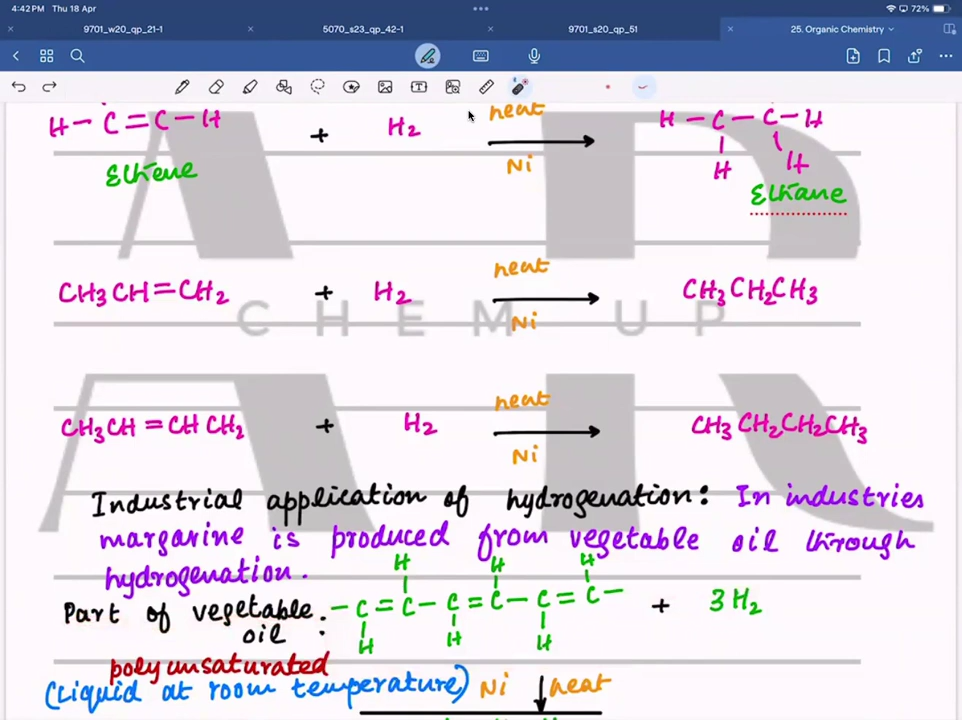 4:42 PM Thu 18 Apr
72%
9701_w20_qp_21-1
5070_s23_qp_42-1
9701_s20_qp_51
25. Organic Chemistry
H – C = C – H + H2 heat Ni H – C – C – H
H H
Ethene
Ethane
CH3CH=CH2 + H2 heat Ni CH3CH2CH3
CHEM UP
CH3CH=CHCH2 + H2 heat Ni CH3CH2CH2CH3
Industrial application of hydrogenation: In industries
margarine is produced from vegetable oil through
hydrogenation.
H H H
Part of vegetable – C = C – C = C – C = C – + 3H2
oil :
H H H
polyunsaturated
(Liquid at room temperature) Ni heat